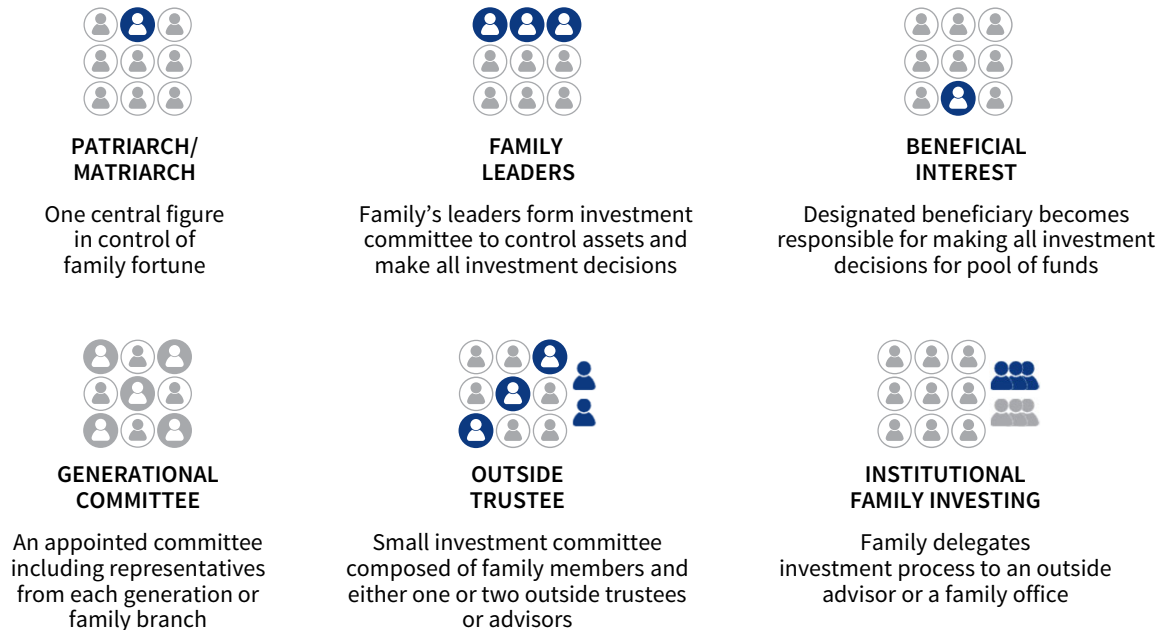 PATRIARCH/
MATRIARCH
One central figure
in control of
family fortune
FAMILY
LEADERS
Family’s leaders form investment
committee to control assets and
make all investment decisions
BENEFICIAL
INTEREST
Designated beneficiary becomes
responsible for making all investment
decisions for pool of funds
GENERATIONAL
COMMITTEE
An appointed committee
including representatives
from each generation or
family branch
OUTSIDE
TRUSTEE
Small investment committee
composed of family members and
either one or two outside trustees
or advisors
INSTITUTIONAL
FAMILY INVESTING
Family delegates
investment process to an outside
advisor or a family office